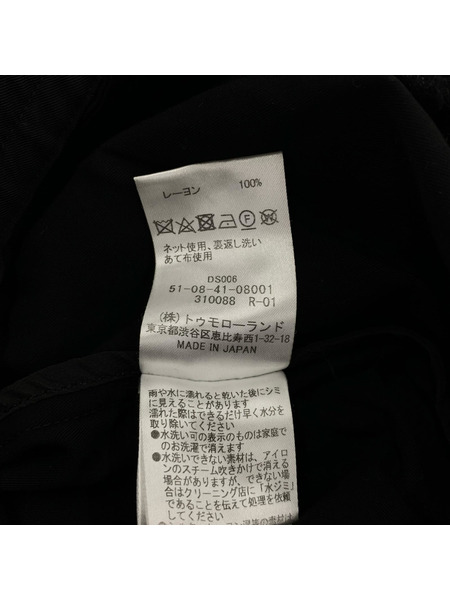 レーヨン 100%
F W
ネット使用、裏返し洗い
あて布使用
DS006
51-08-41-08001
310088 R-01
(株)トゥモローランド
東京都渋谷区恵比寿西1-32-18
MADE IN JAPAN
雨や水に濡れると乾いた後にシミ
に見えることがあります
濡れた際はできるだけ早く水分を
取り除いてください
●水洗い可の表示のものは家庭で
のお洗濯で消えます
●水洗いできない素材は、アイロ
ンのスチーム吹きかけで消える
場合がありますが、できない場
合はクリーニング店に「水ジミ」
であることを伝えて処理を依頼
してください